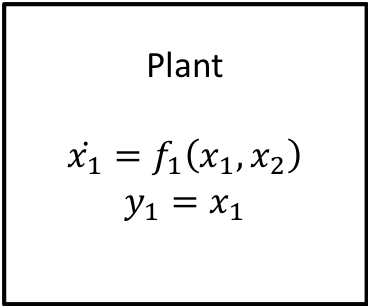 Plant
ẋ₁ = f₁(x₁, x₂)
y₁ = x₁